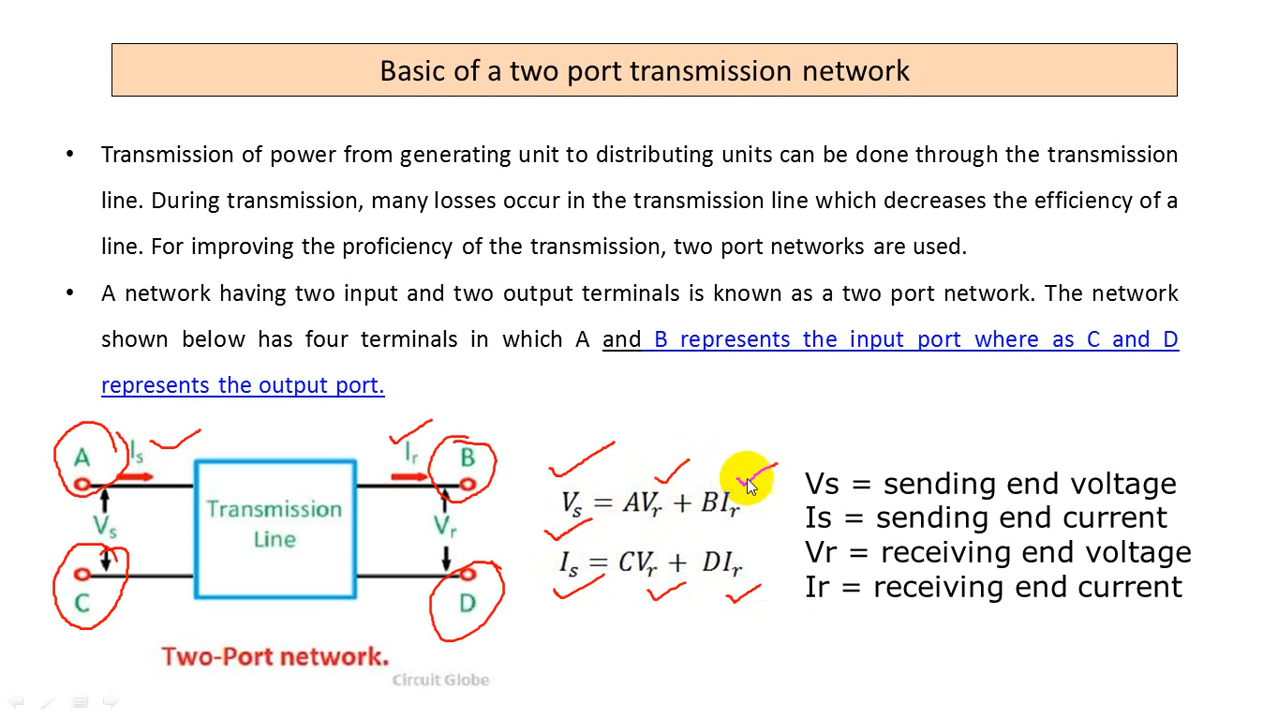 Basic of a two port transmission network
• Transmission of power from generating unit to distributing units can be done through the transmission
line. During transmission, many losses occur in the transmission line which decreases the efficiency of a
line. For improving the proficiency of the transmission, two port networks are used.
• A network having two input and two output terminals is known as a two port network. The network
shown below has four terminals in which A and B represents the input port where as C and D
represents the output port.
A Is Ir B
Vs Transmission Line Vr
C D
Two-Port network.
Circuit Globe
Vs = AVr + BIr
Is = CVr + DIr
Vs = sending end voltage
Is = sending end current
Vr = receiving end voltage
Ir = receiving end current